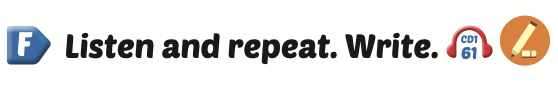 F Listen and repeat. Write. CD1 61